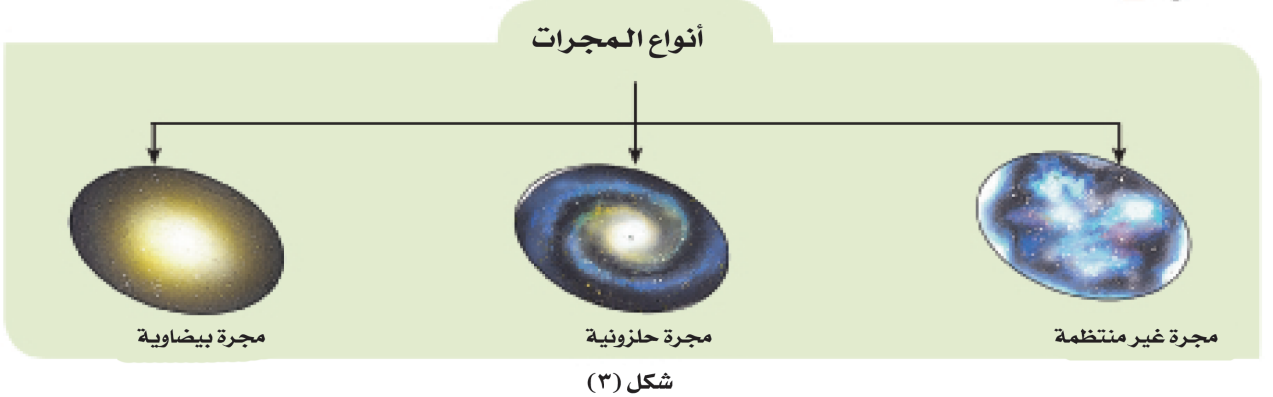 أنواع المجرات
مجرة غير منتظمة
مجرة حلزونية
مجرة بيضاوية
شكل (٣)